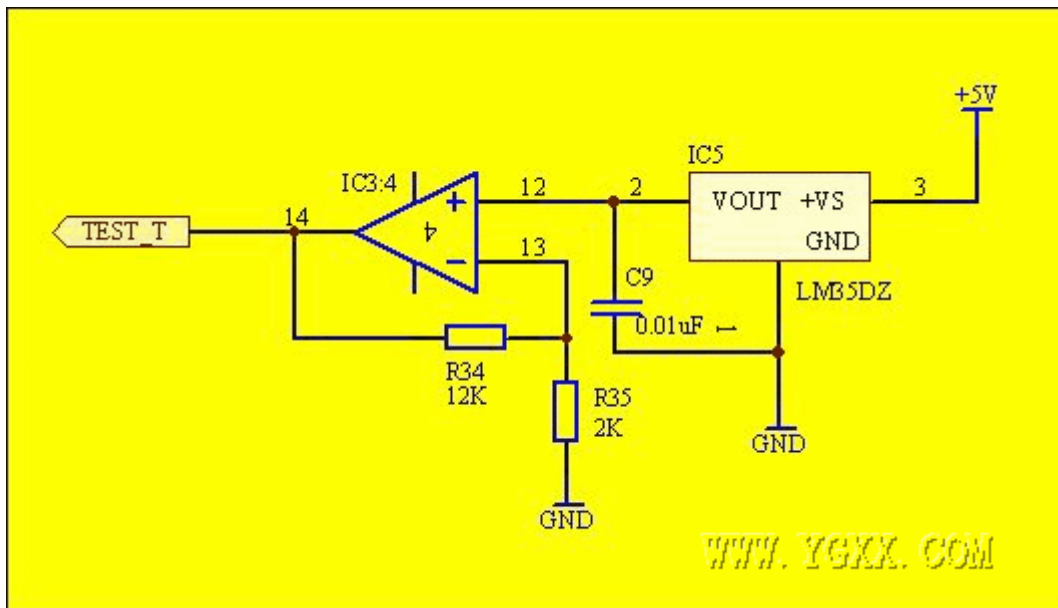 +5V
IC5
IC3:4
12
2
VOUT +VS
3
GND
+
4
14
TEST_T
13
−
C9
LM35DZ
0.01uF
1
R34
12K
R35
2K
GND
GND
WWW.YGXX.COM